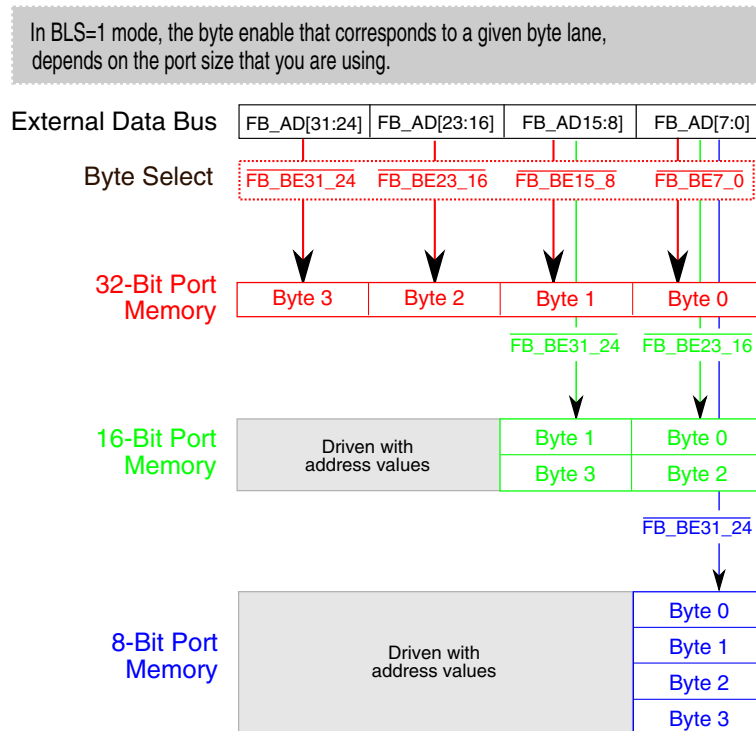 In BLS=1 mode, the byte enable that corresponds to a given byte lane,
depends on the port size that you are using.
External Data Bus FB_AD[31:24] FB_AD[23:16] FB_AD15:8] FB_AD[7:0]
Byte Select FB_BE31_24 FB_BE23_16 FB_BE15_8 FB_BE7_0
32-Bit Port
Memory
Byte 3 Byte 2 Byte 1 Byte 0
FB_BE31_24 FB_BE23_16
16-Bit Port
Memory
Driven with
address values
Byte 1 Byte 0
Byte 3 Byte 2
FB_BE31_24
8-Bit Port
Memory
Driven with
address values
Byte 0
Byte 1
Byte 2
Byte 3